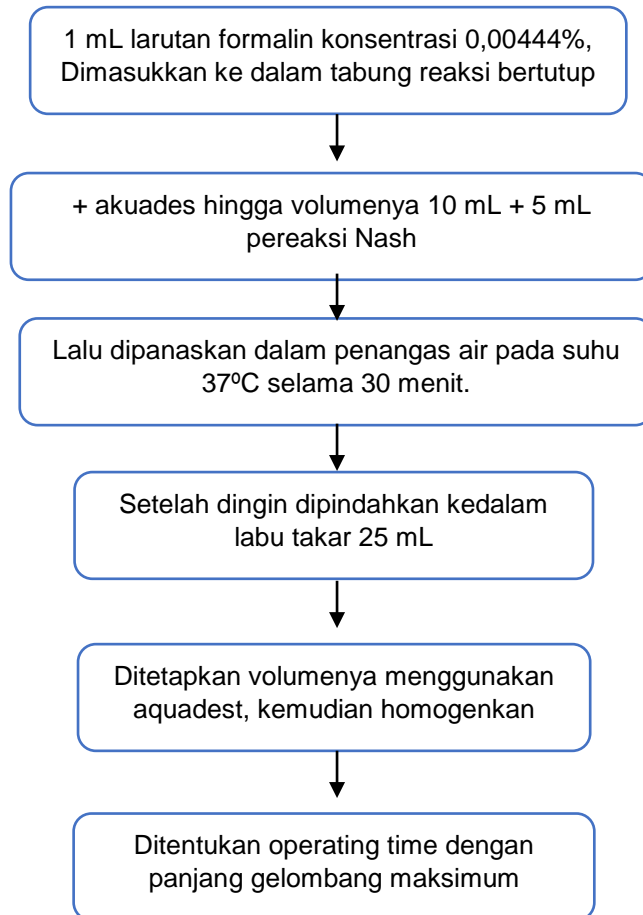 1 mL larutan formalin konsentrasi 0,00444%,
Dimasukkan ke dalam tabung reaksi bertutup
+ akuades hingga volumenya 10 mL + 5 mL
pereaksi Nash
Lalu dipanaskan dalam penangas air pada suhu
37⁰C selama 30 menit.
Setelah dingin dipindahkan kedalam
labu takar 25 mL
Ditetapkan volumenya menggunakan
aquadest, kemudian homogenkan
Ditentukan operating time dengan
panjang gelombang maksimum